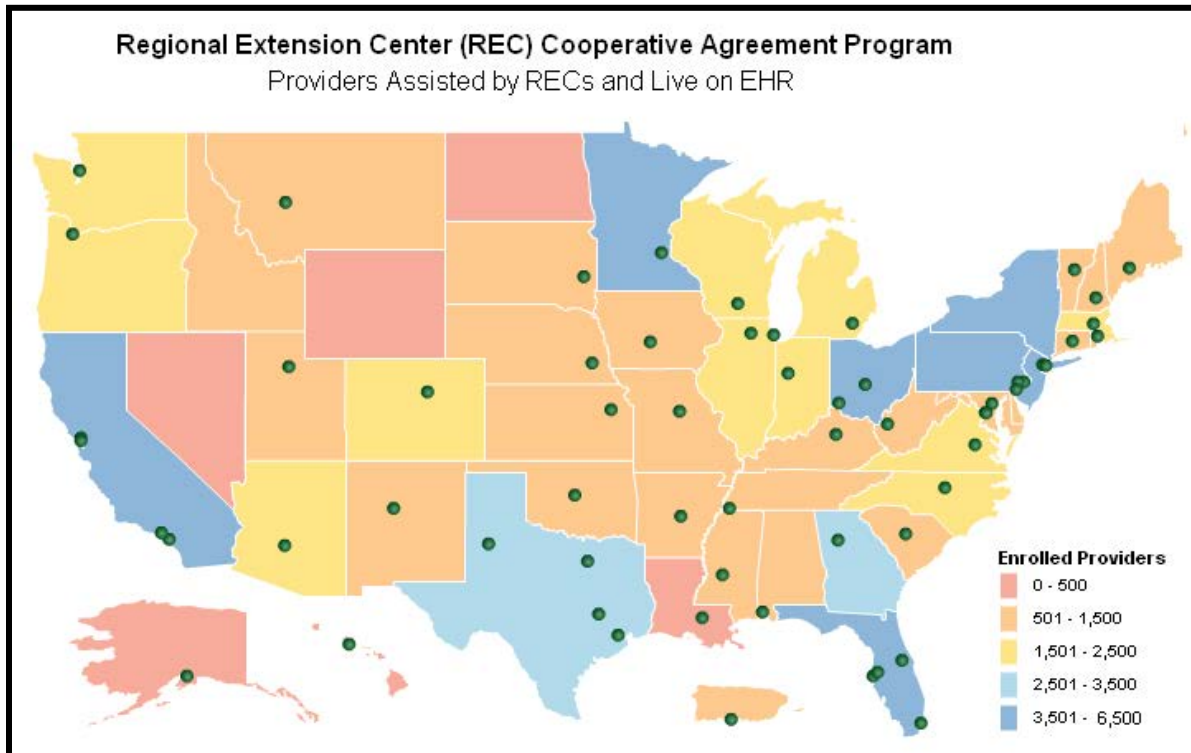 Regional Extension Center (REC) Cooperative Agreement Program
Providers Assisted by RECs and Live on EHR
Enrolled Providers
0 - 500
501 - 1,500
1,501 - 2,500
2,501 - 3,500
3,501 - 6,500